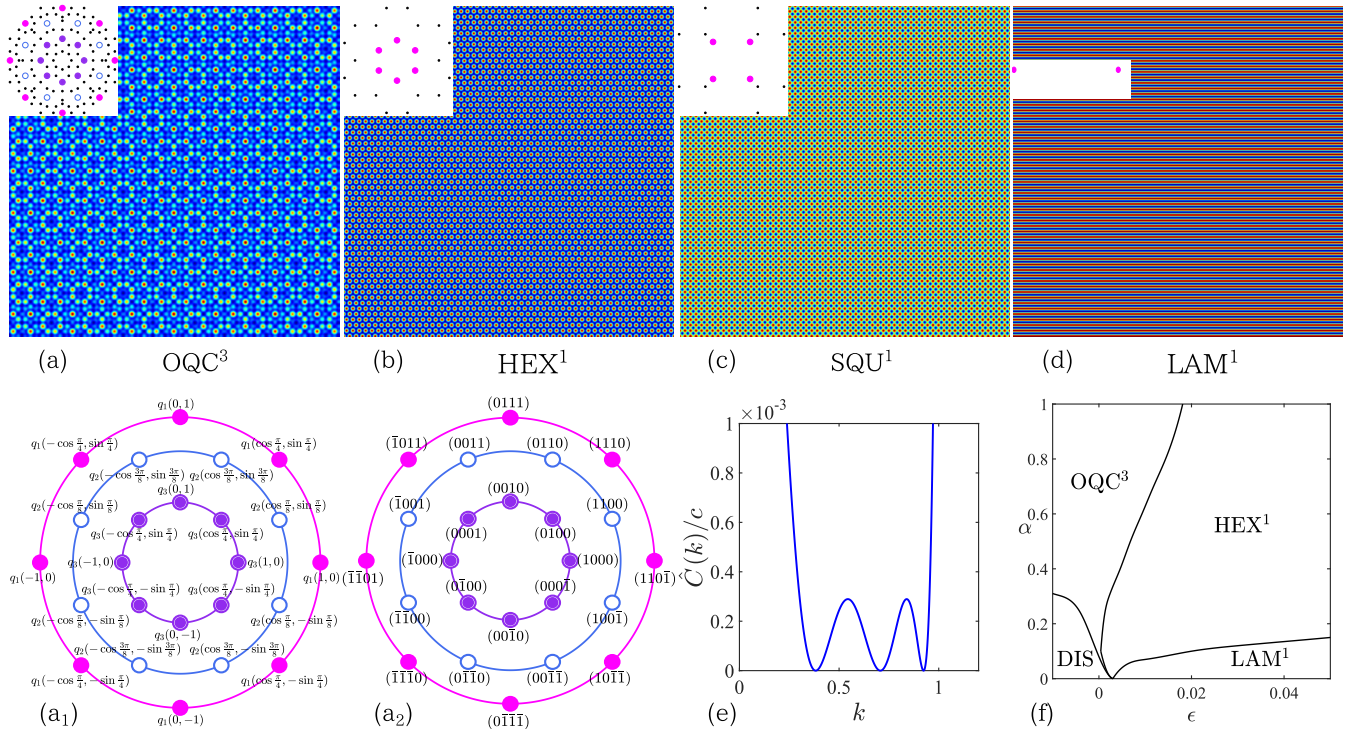 (a) OQC³ (b) HEX¹ (c) SQU¹ (d) LAM¹
q₁(0, 1)
q₁(−cos π/4, sin π/4) q₁(cos π/4, sin π/4)
q₂(−cos 3π/8, sin 3π/8) q₂(cos 3π/8, sin 3π/8)
q₃(0, 1)
q₂(−cos π/8, sin π/8) q₂(cos π/8, sin π/8)
q₃(−cos π/4, sin π/4) q₃(cos π/4, sin π/4)
q₃(−1, 0) q₃(1, 0)
q₁(−1, 0) q₁(1, 0)
q₃(−cos π/4, −sin π/4) q₃(cos π/4, −sin π/4)
q₂(−cos π/8, −sin π/8) q₂(cos π/8, −sin π/8)
q₃(0, −1)
q₂(−cos 3π/8, −sin 3π/8) q₂(cos 3π/8, −sin 3π/8)
q₁(−cos π/4, −sin π/4) q₁(cos π/4, −sin π/4)
q₁(0, −1)
(a₁)
(0111)
(1̄011) (0011) (0110) (1110)
(0010)
(1̄001) (1100)
(0001) (0100)
(1̄000) (1000)
(1̄1̄01) (1101̄)
(01̄00) (0001̄)
(1̄1̄00) (1001̄)
(001̄0)
(1̄1̄1̄0) (01̄1̄0) (001̄1̄) (101̄1̄)
(01̄1̄1̄)
(a₂)
×10⁻³
1
0.8
0.6
0.4
0.2
0
0 0.5 1
Ĉ(k)/c
k
(e)
1
0.8
0.6
0.4
0.2
0
0 0.02 0.04
α
ϵ
OQC³
HEX¹
DIS
LAM¹
(f)